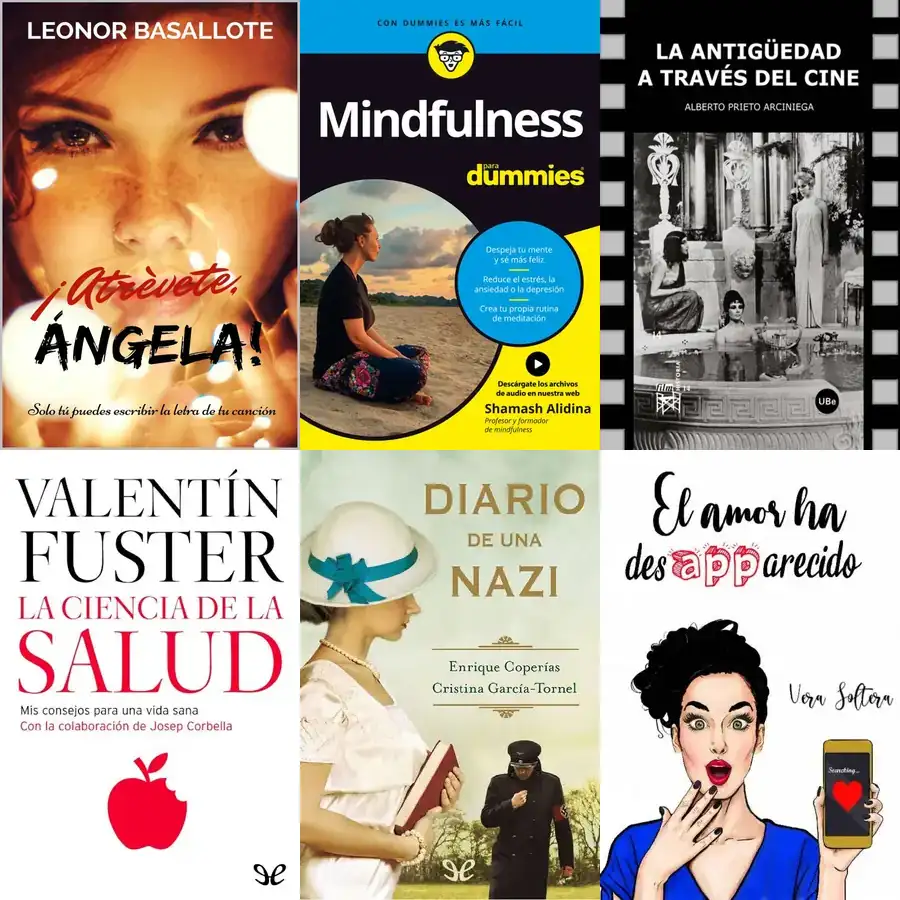 LEONOR BASALLOTE
¡Atrèvete,
ÁNGELA!
Solo tú puedes escribir la letra de tu canción
CON DUMMIES ES MÁS FÁCIL
Mindfulness
para
dummies
Despeja tu mente
y sé más feliz
Reduce el estrés, la
ansiedad o la depresión
Crea tu propia rutina
de meditación
Descárgate los archivos
de audio en nuestra web
Shamash Alidina
Profesor y formador
de mindfulness
LA ANTIGÜEDAD
A TRAVÉS DEL CINE
ALBERTO PRIETO ARCINIEGA
film
HISTORIA
UBe
VALENTÍN
FUSTER
LA CIENCIA DE LA
SALUD
Mis consejos para una vida sana
Con la colaboración de Josep Corbella
DIARIO
DE UNA
NAZI
Enrique Coperías
Cristina García-Tornel
El amor ha
desapparecido
Vera Soltera
Searching...